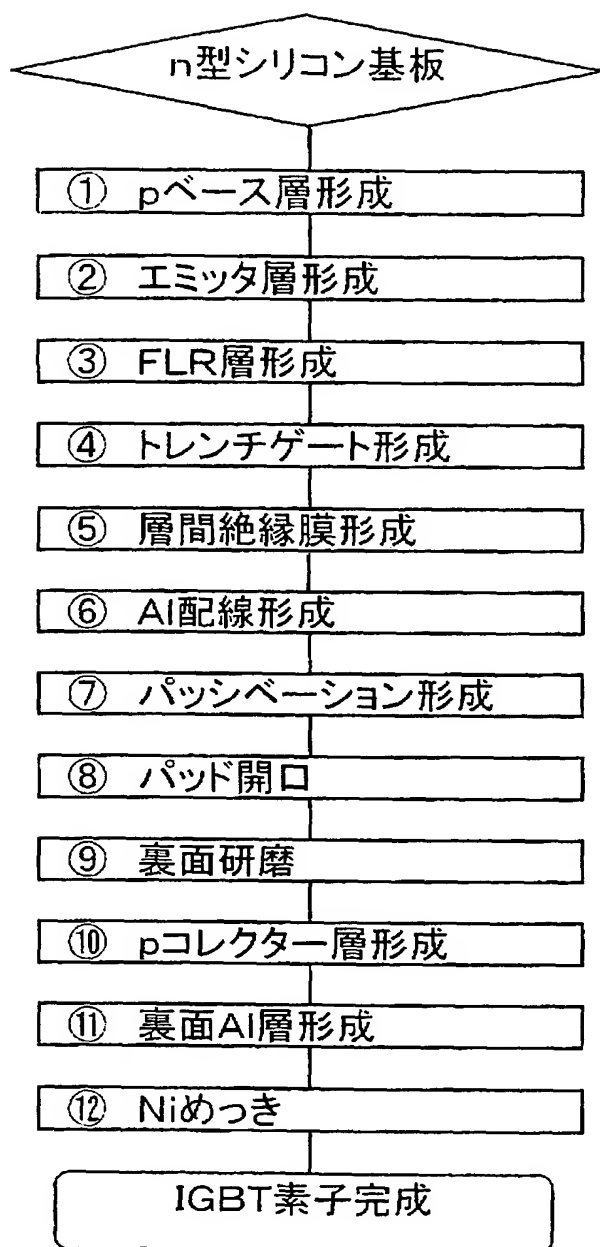 n型シリコン基板
① pベース層形成
② エミッタ層形成
③ FLR層形成
④ トレンチゲート形成
⑤ 層間絶縁膜形成
⑥ Al配線形成
⑦ パッシベーション形成
⑧ パッド開口
⑨ 裏面研磨
⑩ pコレクター層形成
⑪ 裏面Al層形成
⑫ Niめっき
IGBT素子完成